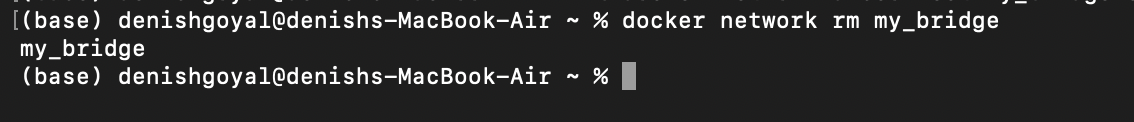 [(base) denishgoyal@denishs-MacBook-Air ~ % docker network rm my_bridge
my_bridge
(base) denishgoyal@denishs-MacBook-Air ~ %